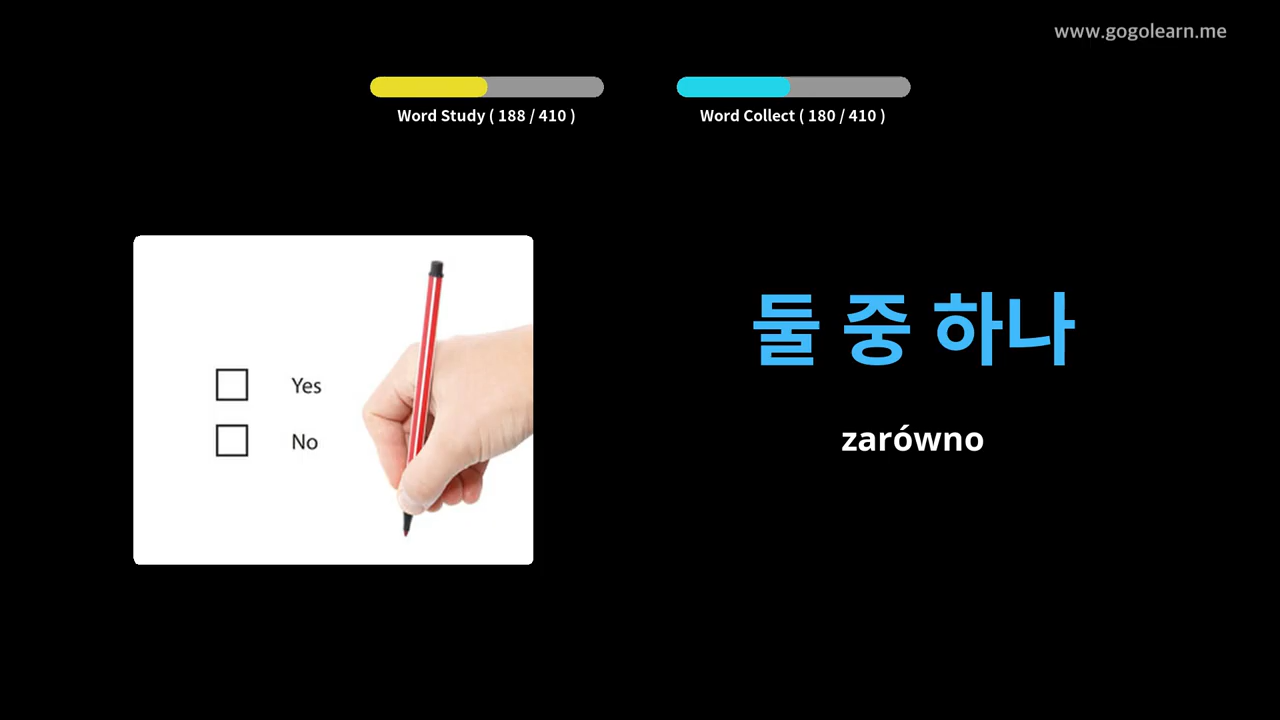 www.gogolearn.me
Word Study ( 188 / 410 )
Word Collect ( 180 / 410 )
Yes
No
둘 중 하나
zarówno